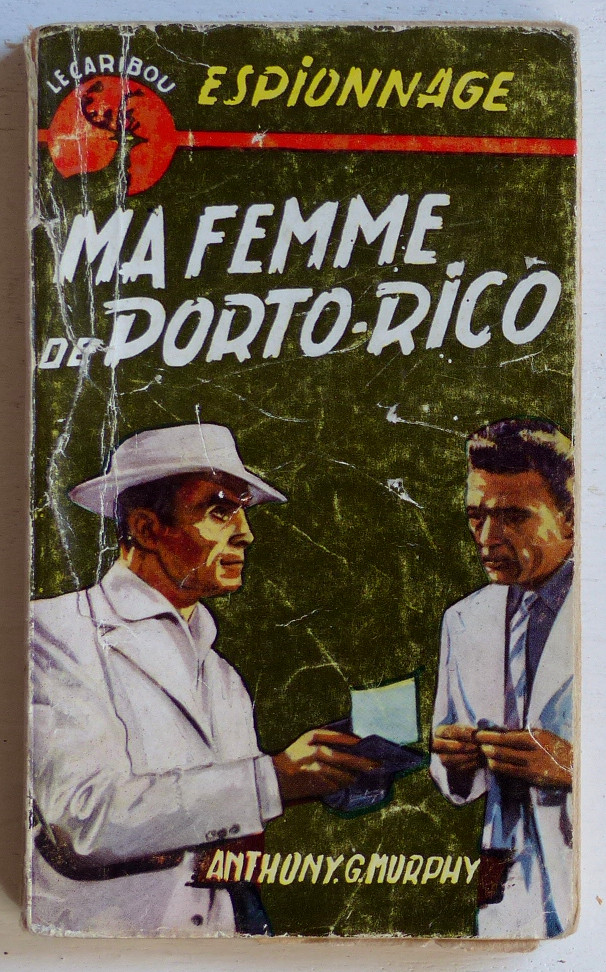 LE CARIBOU
ESPIONNAGE
MA FEMME
DE PORTO-RICO
ANTHONY.G.MURPHY